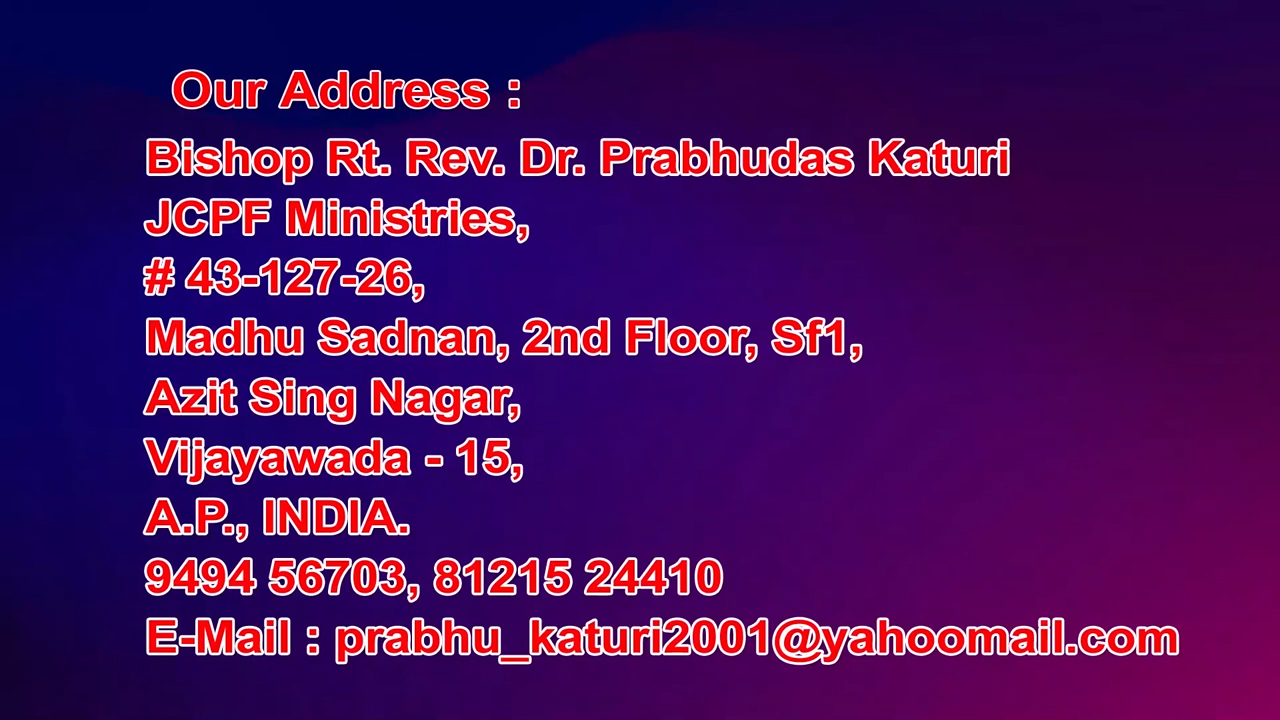 Our Address :
Bishop Rt. Rev. Dr. Prabhudas Katuri
JCPF Ministries,
# 43-127-26,
Madhu Sadnan, 2nd Floor, Sf1,
Azit Sing Nagar,
Vijayawada - 15,
A.P., INDIA.
9494 56703, 81215 24410
E-Mail : prabhu_katuri2001@yahoomail.com